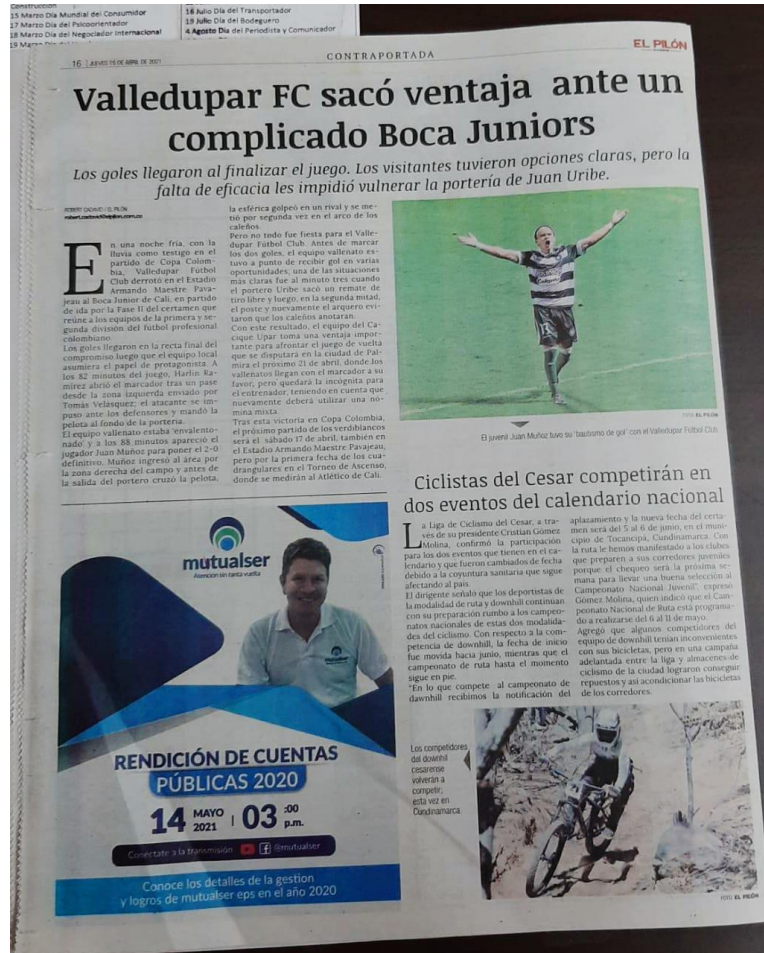 Construcción
15 Marzo Día Mundial del Consumidor
17 Marzo Día del Psicoorientador
18 Marzo Día del Negociador Internacional
19 Marzo Día
16 Julio Día del Transportador
19 Julio Día del Bodeguero
4 Agosto Día del Periodista y Comunicador
16 | JUEVES 15 DE ABRIL DE 2021
CONTRAPORTADA
EL PILÓN
Valledupar FC sacó ventaja ante un
complicado Boca Juniors
Los goles llegaron al finalizar el juego. Los visitantes tuvieron opciones claras, pero la
falta de eficacia les impidió vulnerar la portería de Juan Uribe.
ROBERT CADAVID / EL PILÓN
robert.cadavid@elpilon.com.co
En una noche fría, con la
lluvia como testigo en el
partido de Copa Colom-
bia, Valledupar Fútbol
Club derrotó en el Estadio
Armando Maestre Pava-
jeau al Boca Junior de Cali, en partido
de ida por la Fase II del certamen que
reúne a los equipos de la primera y se-
gunda división del fútbol profesional
colombiano.
Los goles llegaron en la recta final del
compromiso luego que el equipo local
asumiera el papel de protagonista. A
los 82 minutos del juego, Harlin Ra-
mírez abrió el marcador tras un pase
desde la zona izquierda enviado por
Tomás Velásquez; el atacante se im-
puso ante los defensores y mandó la
pelota al fondo de la portería.
El equipo vallenato estaba 'envalento-
nado' y a los 88 minutos apareció el
jugador Juan Muñoz para poner el 2-0
definitivo. Muñoz ingresó al área por
la zona derecha del campo y antes de
la salida del portero cruzó la pelota,
la esférica golpeó en un rival y se me-
tió por segunda vez en el arco de los
caleños.
Pero no todo fue fiesta para el Valle-
dupar Fútbol Club. Antes de marcar
los dos goles, el equipo vallenato es-
tuvo a punto de recibir gol en varias
oportunidades; una de las situaciones
más claras fue al minuto tres cuando
el portero Uribe sacó un remate de
tiro libre y luego, en la segunda mitad,
el poste y nuevamente el arquero evi-
taron que los caleños anotaran.
Con este resultado, el equipo del Ca-
cique Upar toma una ventaja impor-
tante para afrontar el juego de vuelta
que se disputará en la ciudad de Pal-
mira el próximo 21 de abril, donde los
vallenatos llegan con el marcador a su
favor, pero quedará la incógnita para
el entrenador, teniendo en cuenta que
nuevamente deberá utilizar una nó-
mina mixta.
Tras esta victoria en Copa Colombia,
el próximo partido de los verdiblancos
será el sábado 17 de abril, también en
el Estadio Armando Maestre Pavajeau,
pero por la primera fecha de los cua-
drangulares en el Torneo de Ascenso,
donde se medirán al Atlético de Cali.
FOTO EL PILÓN
El juvenil Juan Muñoz tuvo su 'bautismo de gol' con el Valledupar Fútbol Club
Ciclistas del Cesar competirán en
dos eventos del calendario nacional
La Liga de Ciclismo del Cesar, a tra-
vés de su presidente Cristian Gómez
Molina, confirmó la participación
para los dos eventos que tienen en el ca-
lendario y que fueron cambiados de fecha
debido a la coyuntura sanitaria que sigue
afectando al país.
El dirigente señaló que los deportistas de
la modalidad de ruta y downhill continúan
con su preparación rumbo a los campeo-
natos nacionales de estas dos modalida-
des del ciclismo. Con respecto a la com-
petencia de downhill, la fecha de inicio
fue movida hacia junio, mientras que el
campeonato de ruta hasta el momento
sigue en pie.
"En lo que compete al campeonato de
dawnhill recibimos la notificación del
aplazamiento y la nueva fecha del certa-
men será del 5 al 6 de junio, en el muni-
cipio de Tocancipá, Cundinamarca. Con
la ruta le hemos manifestado a los clubes
que preparen a sus corredores juveniles
porque el chequeo será la próxima se-
mana para llevar una buena selección al
Campeonato Nacional Juvenil", expresó
Gómez Molina, quien indicó que el Cam-
peonato Nacional de Ruta está programa-
do a realizarse del 6 al 11 de mayo.
Agregó que algunos competidores del
equipo de downhill tenían inconvenientes
con sus bicicletas, pero en una campaña
adelantada entre la liga y almacenes de
ciclismo de la ciudad lograron conseguir
repuestos y así acondicionar las bicicletas
de los corredores.
Los competidores
del downhill
cesarense
volverán a
competir;
esta vez en
Cundinamarca
FOTO EL PILÓN
mutualser
Atención sin tanta vuelta
RENDICIÓN DE CUENTAS
PÚBLICAS 2020
14 MAYO 2021 | 03 :00 p.m.
Conéctate a la transmisión @mutualser
Conoce los detalles de la gestion
y logros de mutualser eps en el año 2020